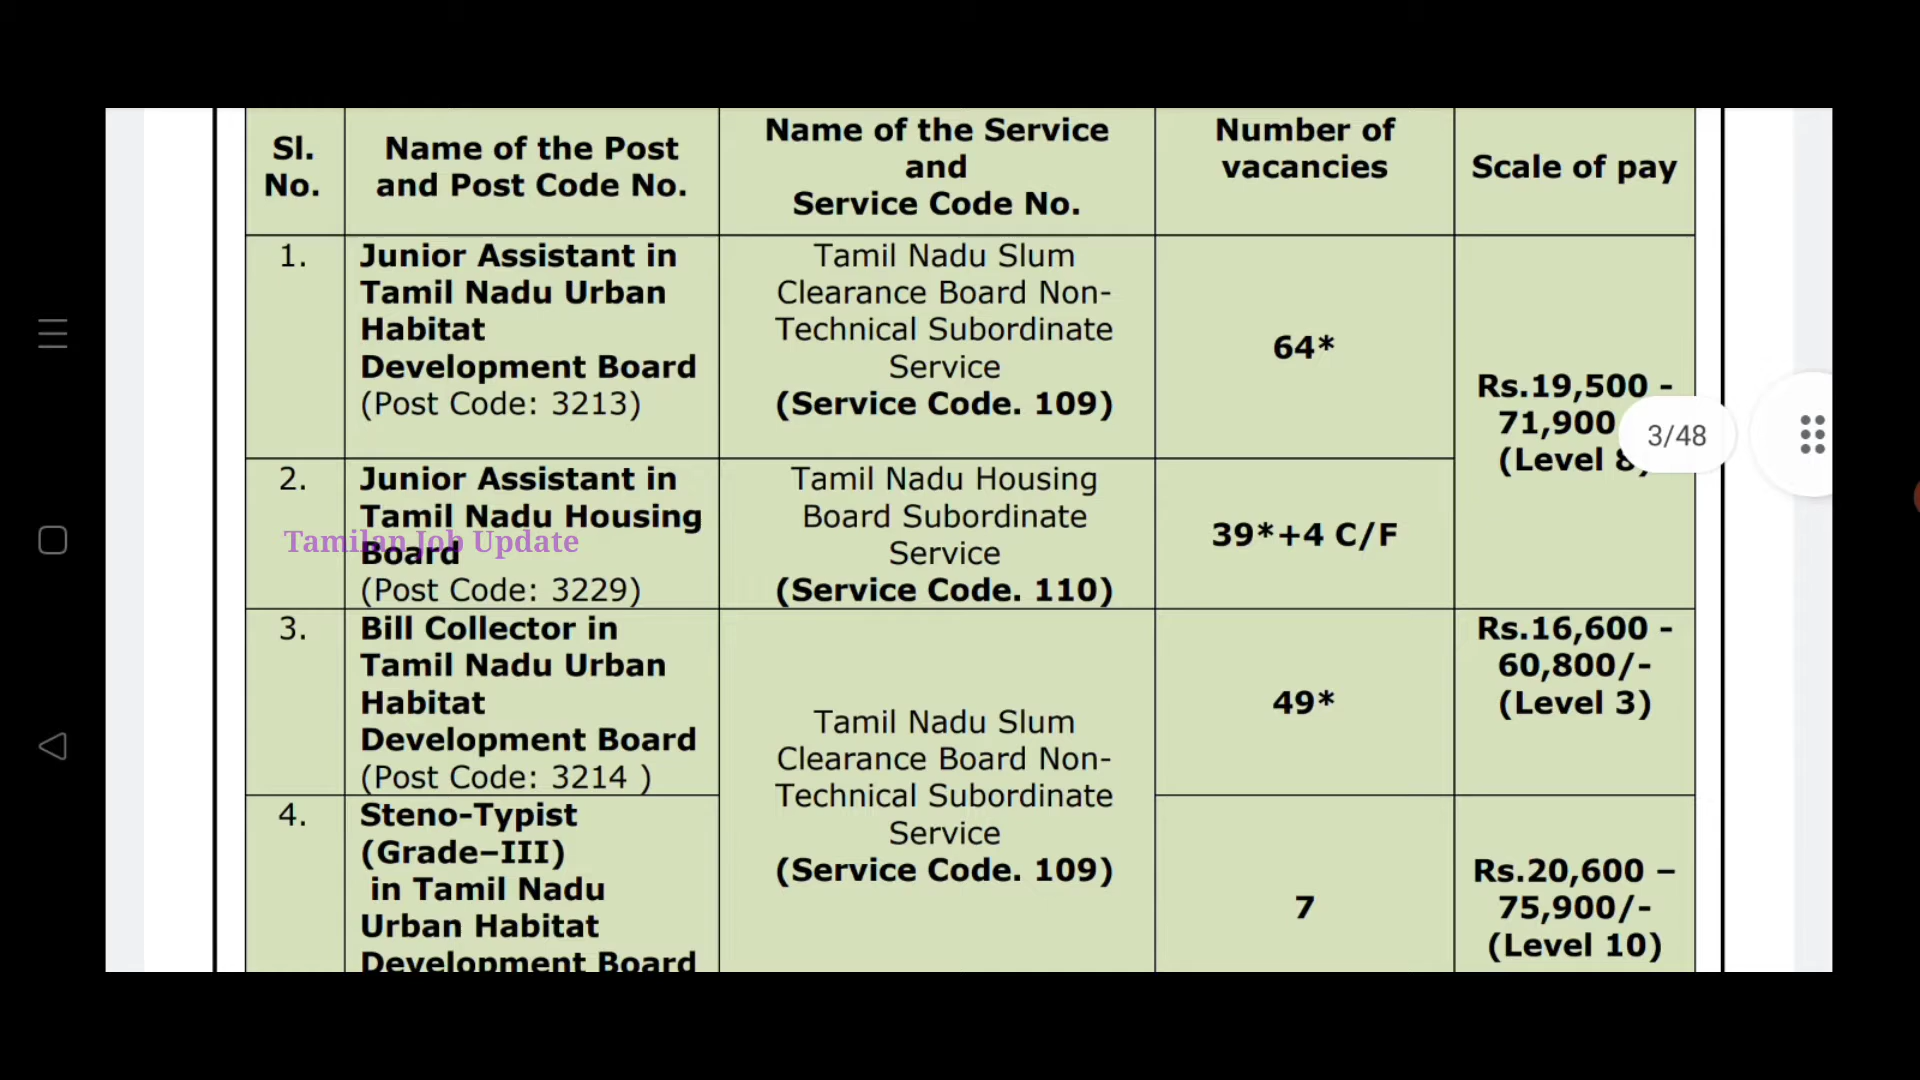 Sl.
No.
Name of the Post
and Post Code No.
Name of the Service
and
Service Code No.
Number of
vacancies
Scale of pay
1.
Junior Assistant in
Tamil Nadu Urban
Habitat
Development Board
(Post Code: 3213)
Tamil Nadu Slum
Clearance Board Non-
Technical Subordinate
Service
(Service Code. 109)
64*
Rs.19,500 -
71,900
(Level 8)
3/48
2.
Junior Assistant in
Tamil Nadu Housing
Board
(Post Code: 3229)
Tamilan Job Update
Tamil Nadu Housing
Board Subordinate
Service
(Service Code. 110)
39*+4 C/F
3.
Bill Collector in
Tamil Nadu Urban
Habitat
Development Board
(Post Code: 3214 )
Tamil Nadu Slum
Clearance Board Non-
Technical Subordinate
Service
(Service Code. 109)
49*
Rs.16,600 -
60,800/-
(Level 3)
4.
Steno-Typist
(Grade–III)
in Tamil Nadu
Urban Habitat
Development Board
7
Rs.20,600 –
75,900/-
(Level 10)